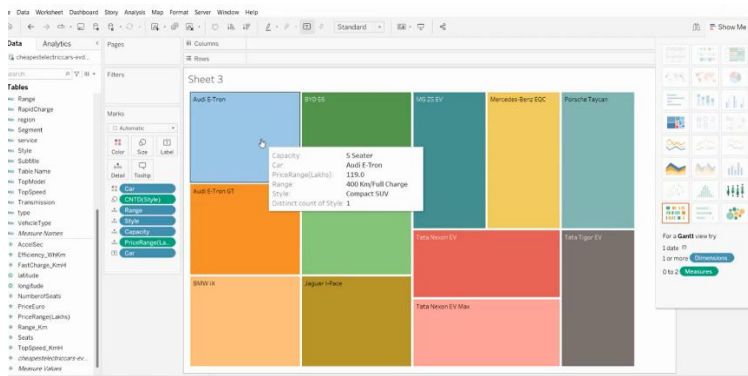 Data Worksheet Dashboard Story Analysis Map Format Server Window Help
Standard
Show Me
Data Analytics
Pages
Columns
Rows
cheapestelectriccars-evd...
Tables
Filters
Sheet 3
Range
RapidCharge
region
Segment
service
Style
Subtitle
Table Name
TopModel
TopSpeed
Transmission
type
VehicleType
Measure Names
AccelSec
Efficiency_WhKm
FastCharge_KmH
latitude
longitude
NumberofSeats
PriceEuro
PriceRange(Lakhs)
Range_Km
Seats
TopSpeed_KmH
cheapestelectriccars-ev...
Measure Values
Marks
Automatic
Color Size Label
Detail Tooltip
Car
CNTD(Style)
Range
Style
Capacity
PriceRange(La..
Car
Audi E-Tron
BYD E6
MG ZS EV
Mercedes-Benz EQC
Porsche Taycan
Capacity: 5 Seater
Car: Audi E-Tron
PriceRange(Lakhs): 119.0
Range: 400 Km/Full Charge
Style: Compact SUV
Distinct count of Style: 1
Audi E-Tron GT
Tata Nexon EV
Tata Tigor EV
BMW iX
Jaguar I-Pace
Tata Nexon EV Max
For a Gantt view try
1 date
1 or more Dimensions
0 to 2 Measures